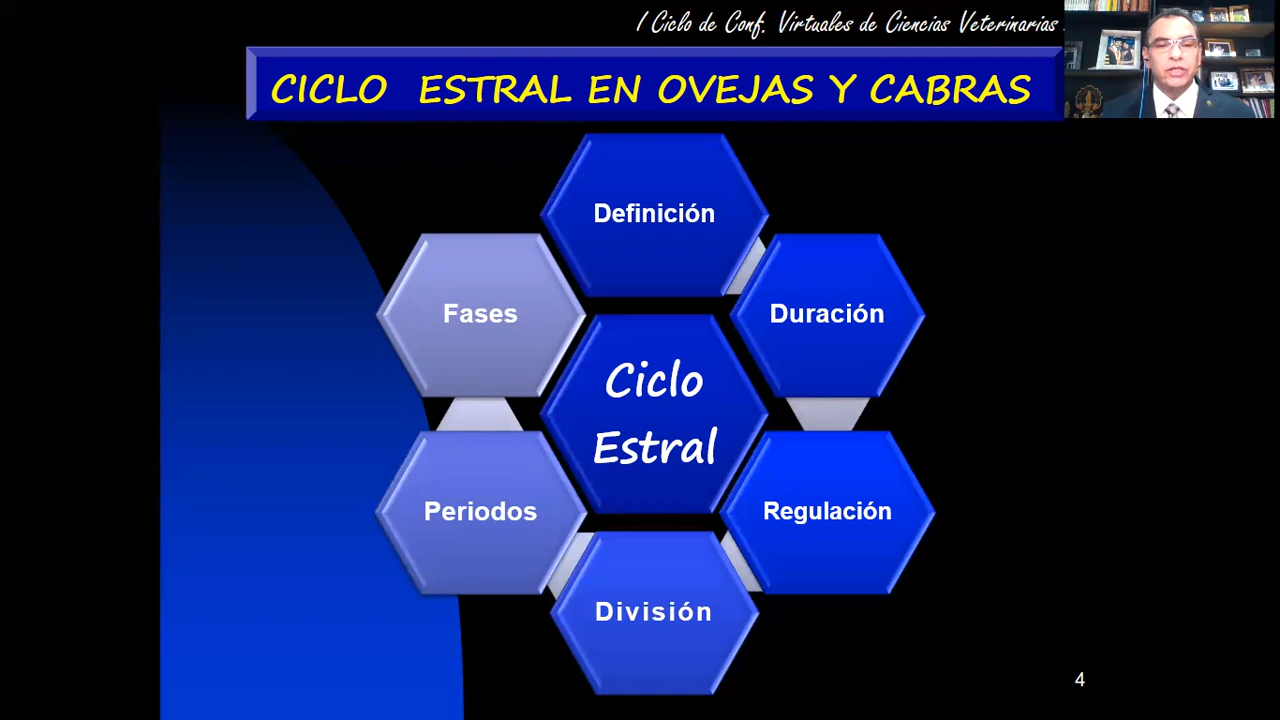 I Ciclo de Conf. Virtuales de Ciencias Veterinarias
CICLO ESTRAL EN OVEJAS Y CABRAS
Definición
Duración
Regulación
División
Periodos
Fases
Ciclo
Estral
4